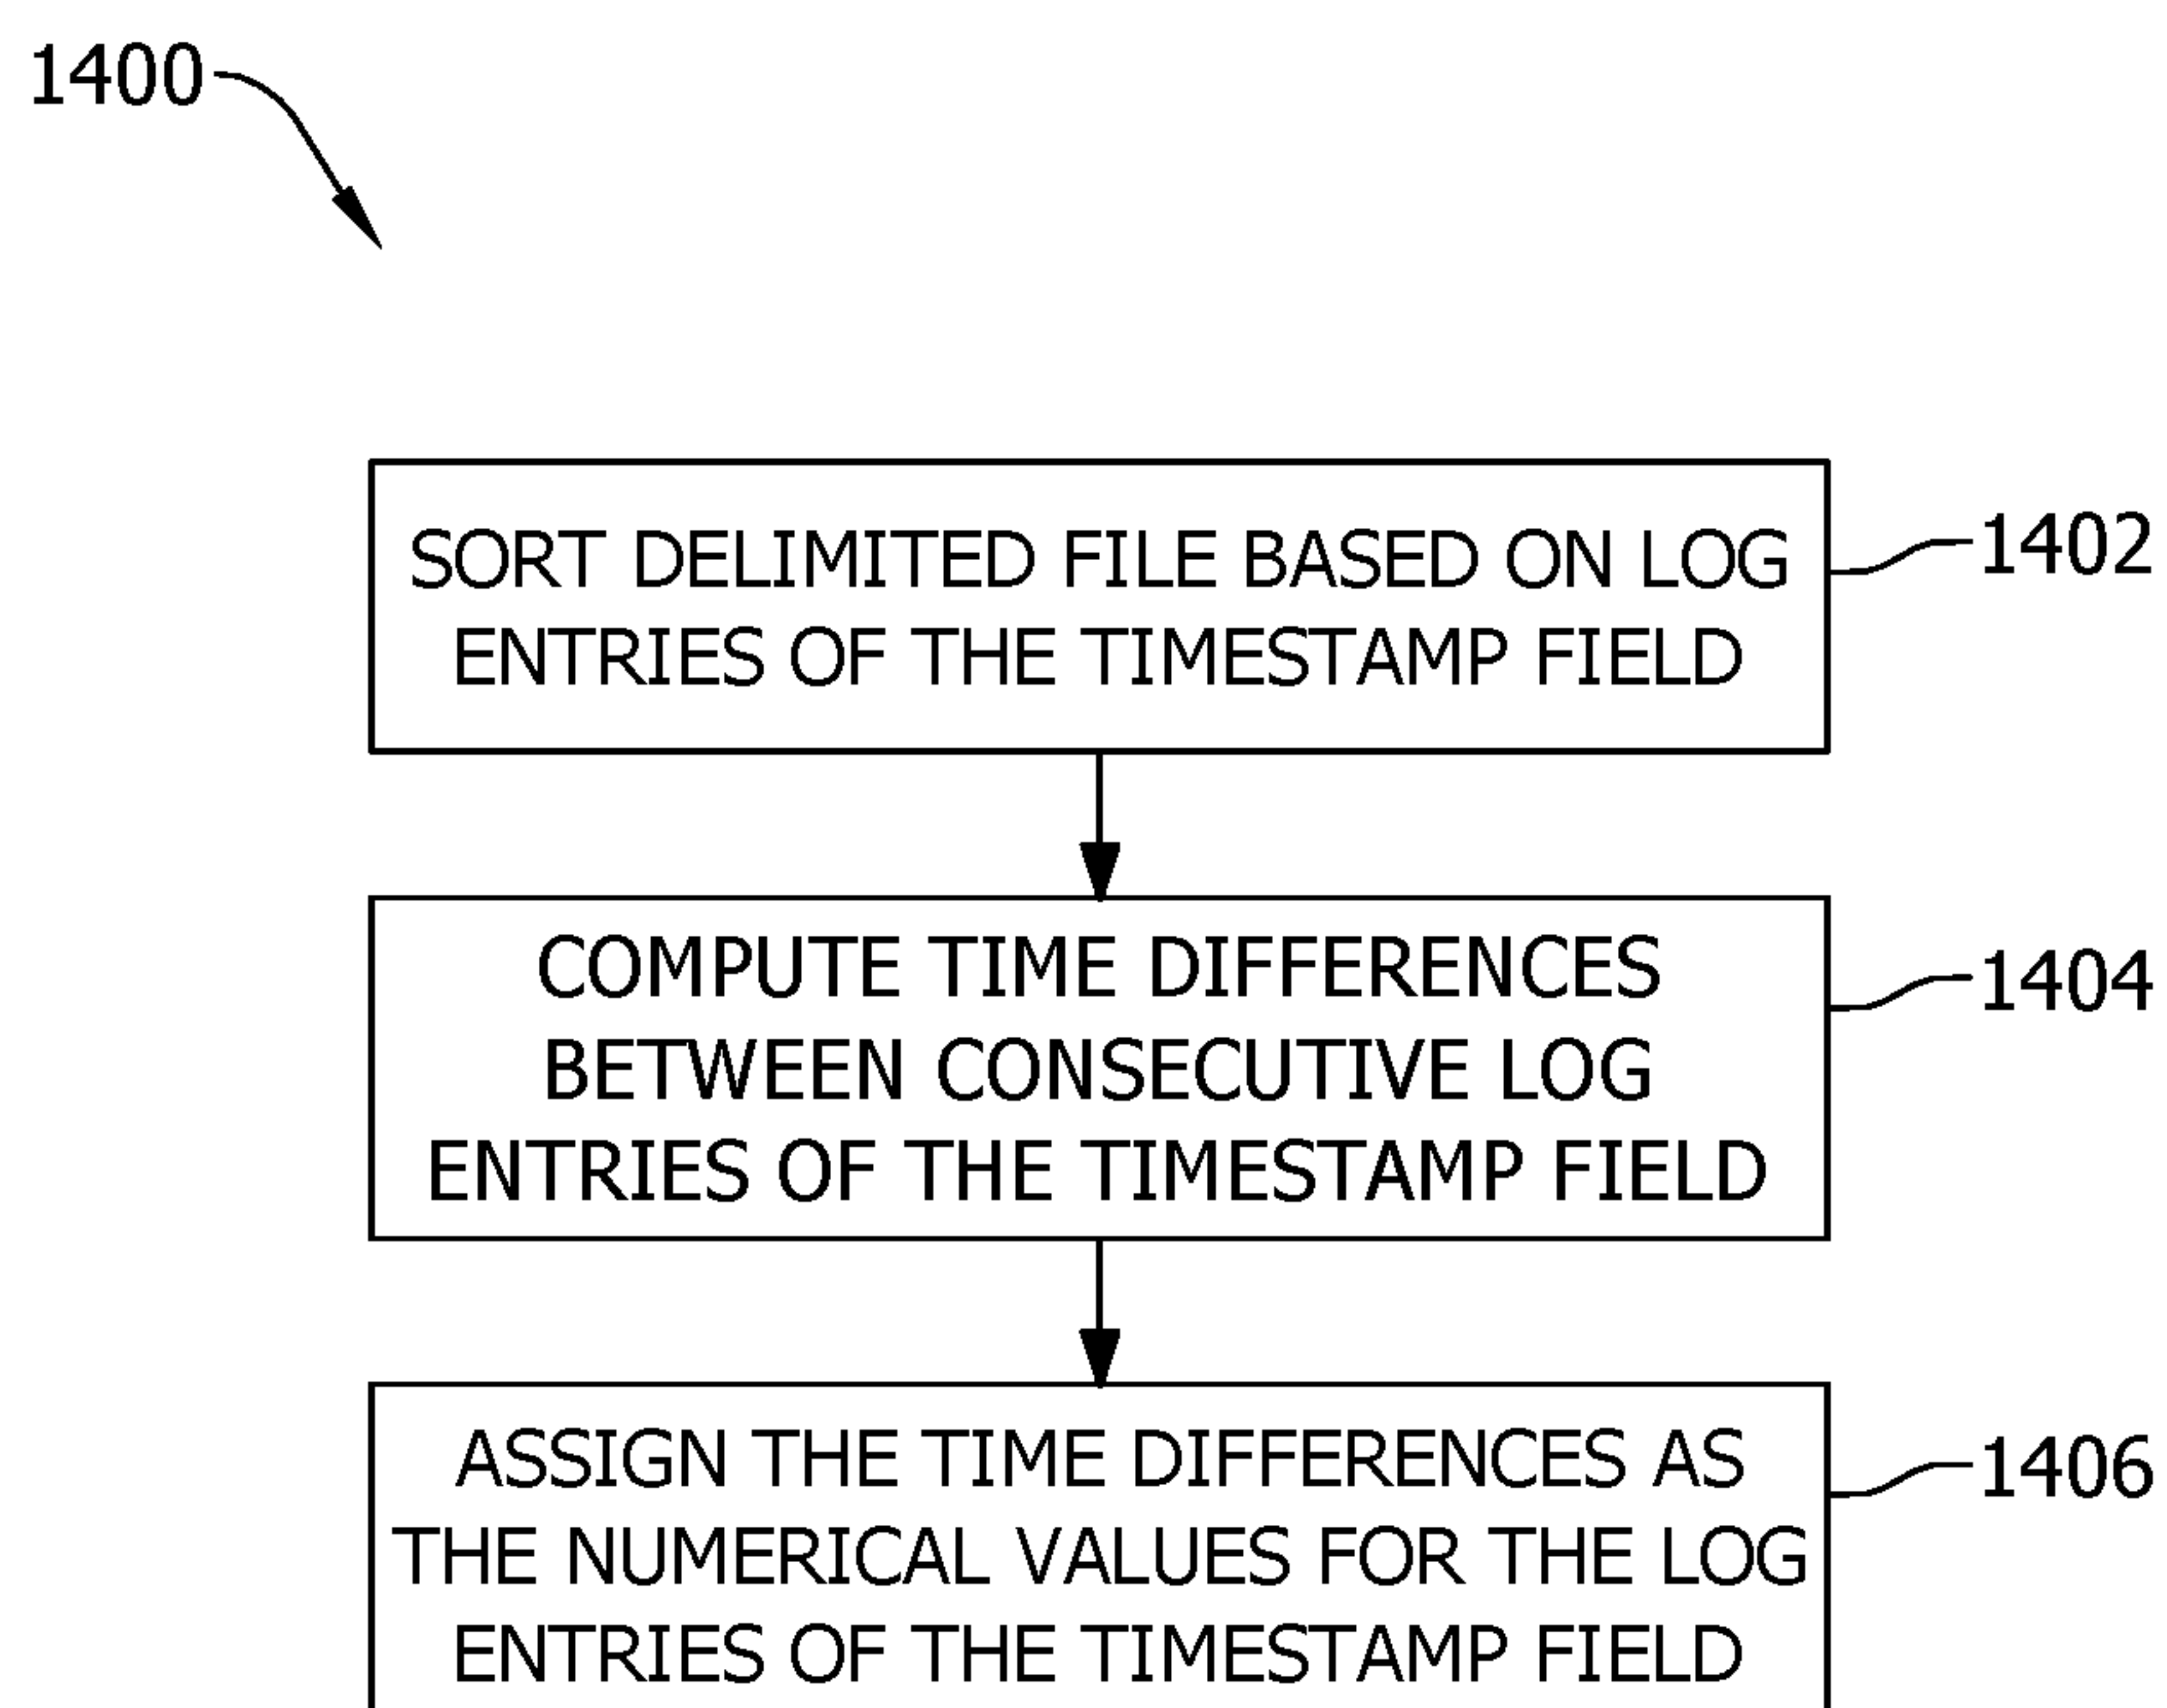 1400
SORT DELIMITED FILE BASED ON LOG
ENTRIES OF THE TIMESTAMP FIELD
1402
COMPUTE TIME DIFFERENCES
BETWEEN CONSECUTIVE LOG
ENTRIES OF THE TIMESTAMP FIELD
1404
ASSIGN THE TIME DIFFERENCES AS
THE NUMERICAL VALUES FOR THE LOG
ENTRIES OF THE TIMESTAMP FIELD
1406